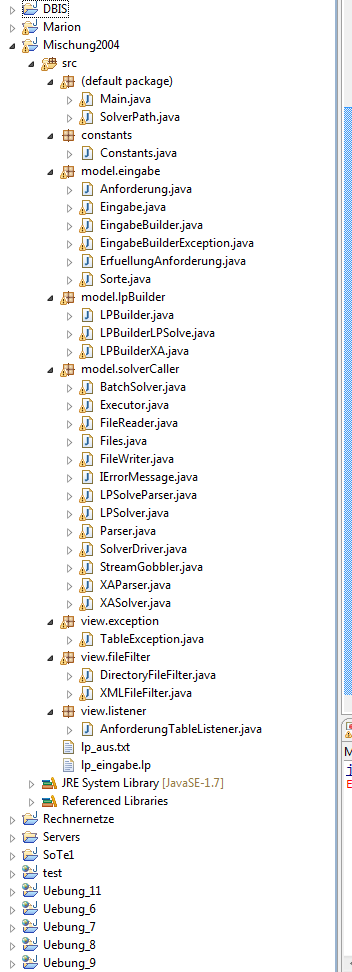 DBIS
Marion
Mischung2004
src
(default package)
Main.java
SolverPath.java
constants
Constants.java
model.eingabe
Anforderung.java
Eingabe.java
EingabeBuilder.java
EingabeBuilderException.java
ErfuellungAnforderung.java
Sorte.java
model.lpBuilder
LPBuilder.java
LPBuilderLPSolve.java
LPBuilderXA.java
model.solverCaller
BatchSolver.java
Executor.java
FileReader.java
Files.java
FileWriter.java
IErrorMessage.java
LPSolveParser.java
LPSolver.java
Parser.java
SolverDriver.java
StreamGobbler.java
XAParser.java
XASolver.java
view.exception
TableException.java
view.fileFilter
DirectoryFileFilter.java
XMLFileFilter.java
view.listener
AnforderungTableListener.java
lp_aus.txt
lp_eingabe.lp
JRE System Library [JavaSE-1.7]
Referenced Libraries
Rechnernetze
Servers
SoTe1
test
Uebung_11
Uebung_6
Uebung_7
Uebung_8
Uebung_9